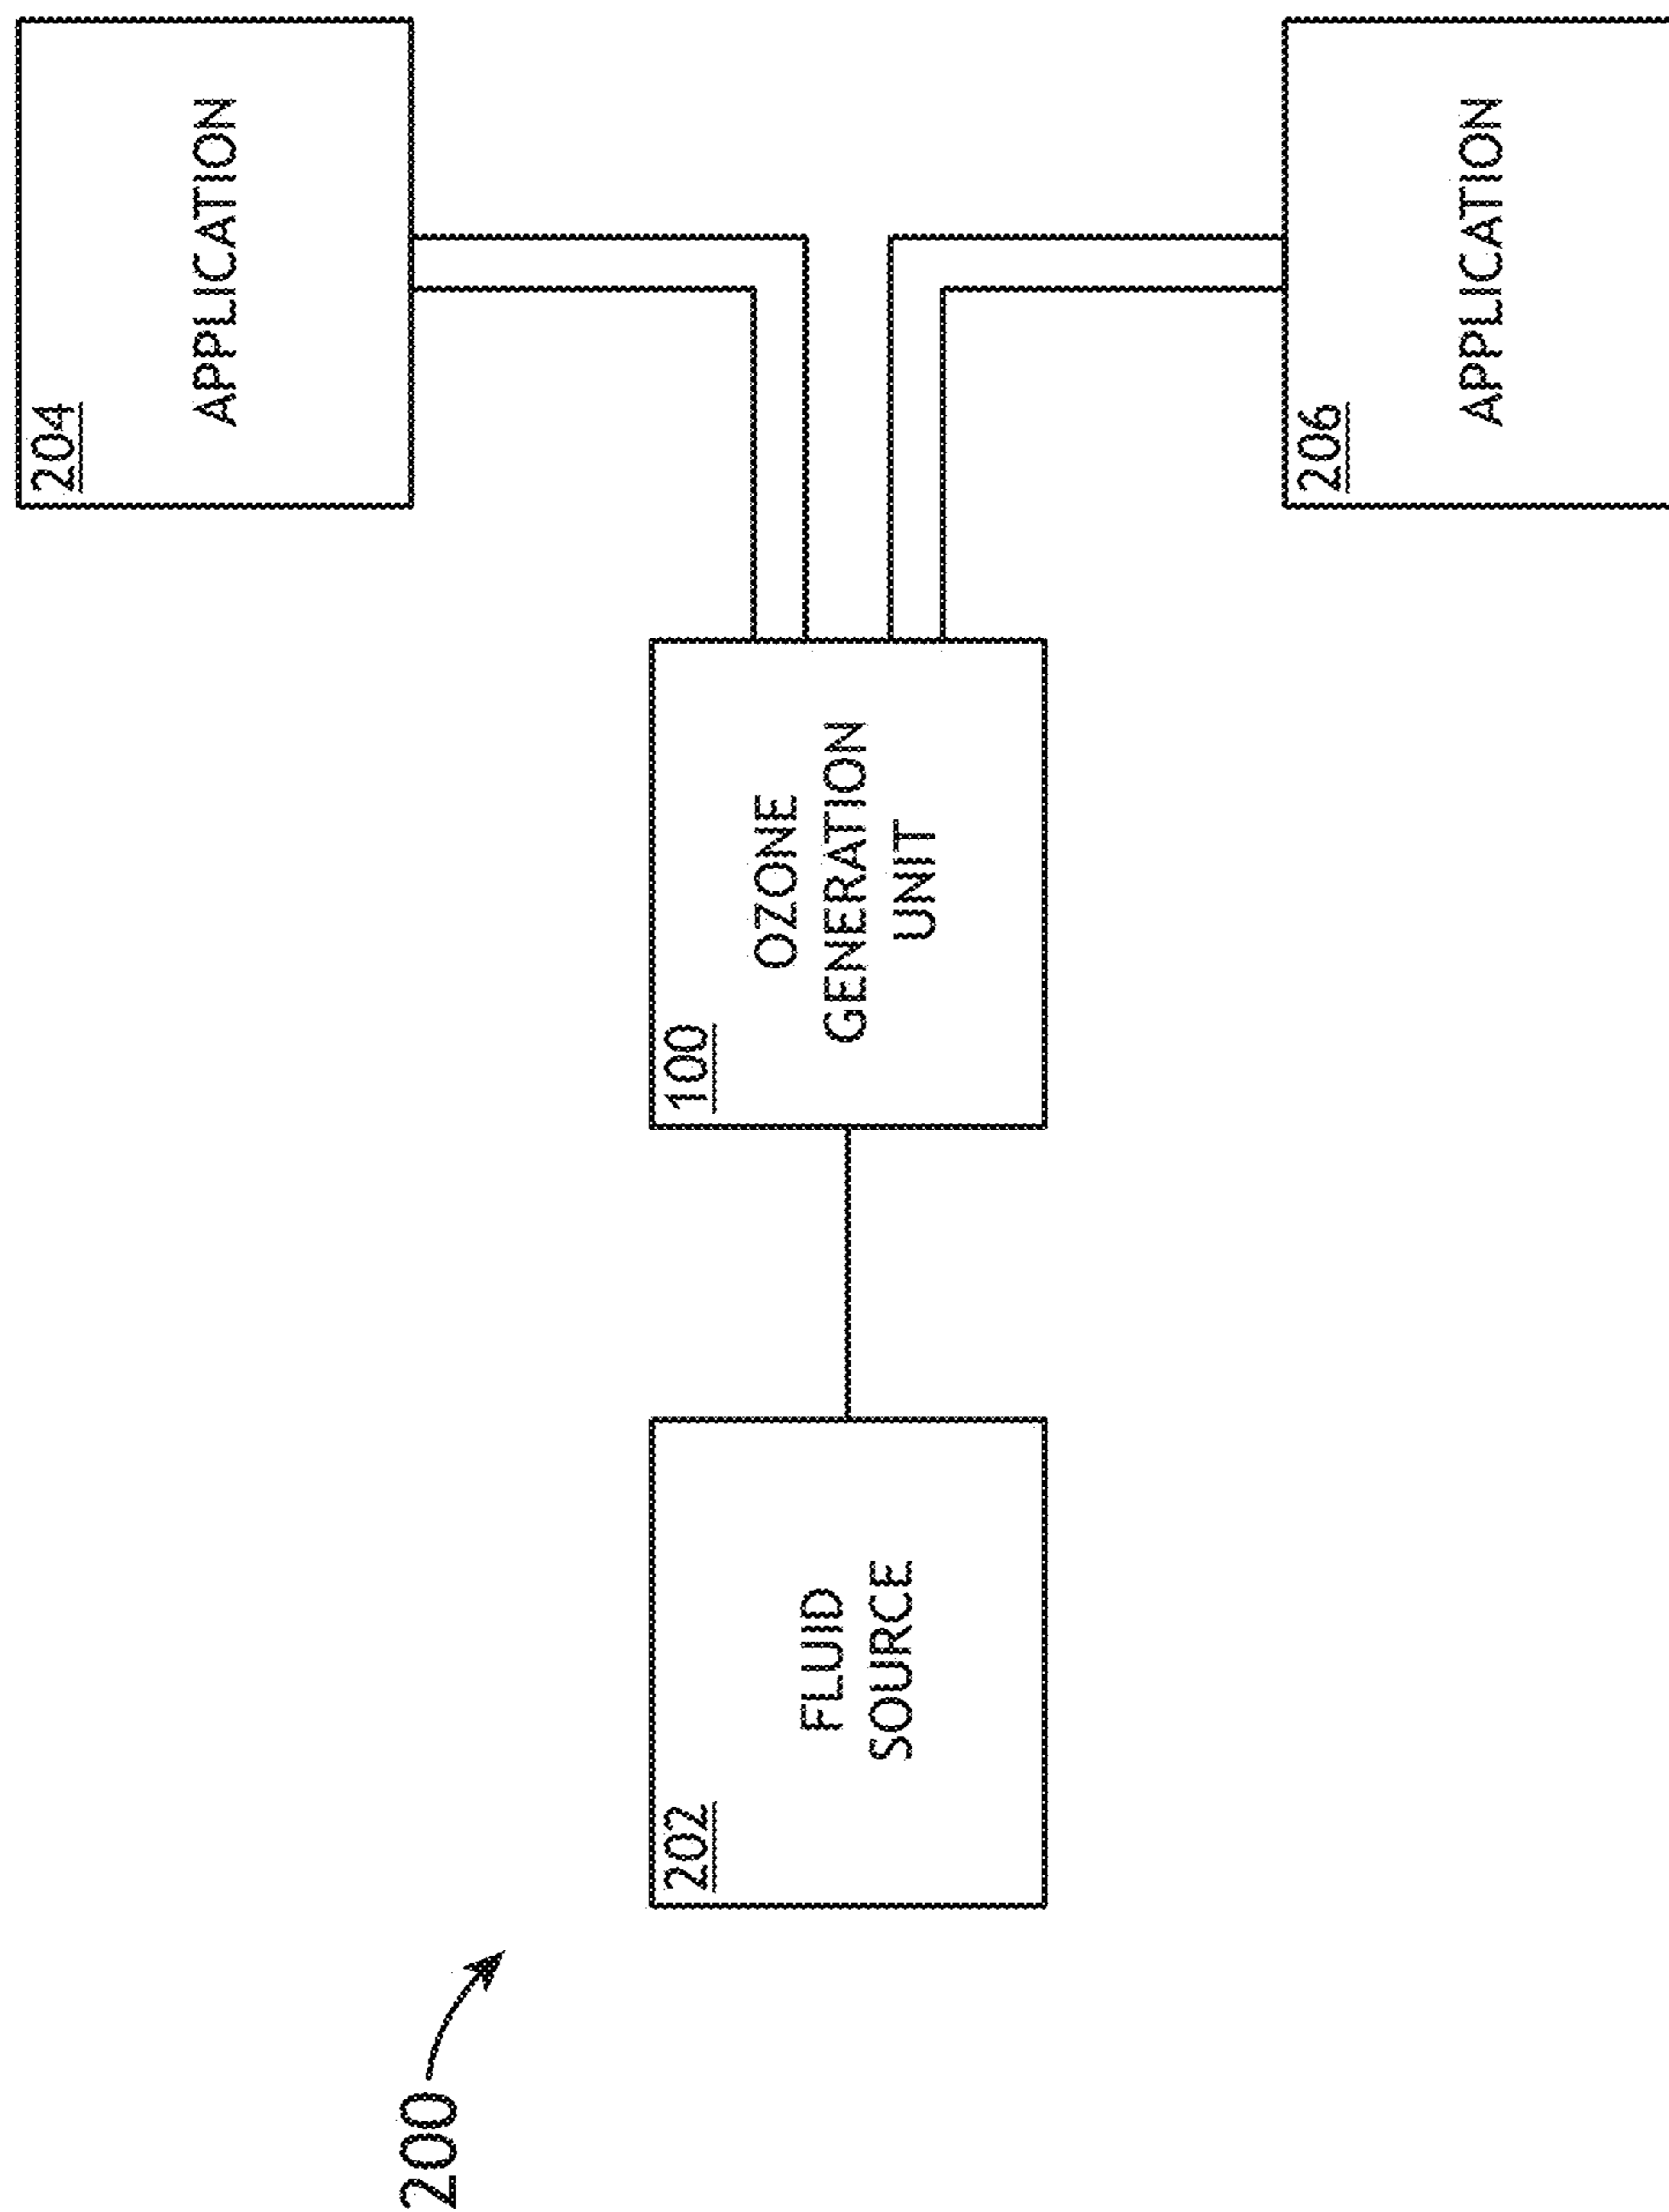 200
202
FLUID
SOURCE
100
OZONE
GENERATION
UNIT
204
APPLICATION
206
APPLICATION